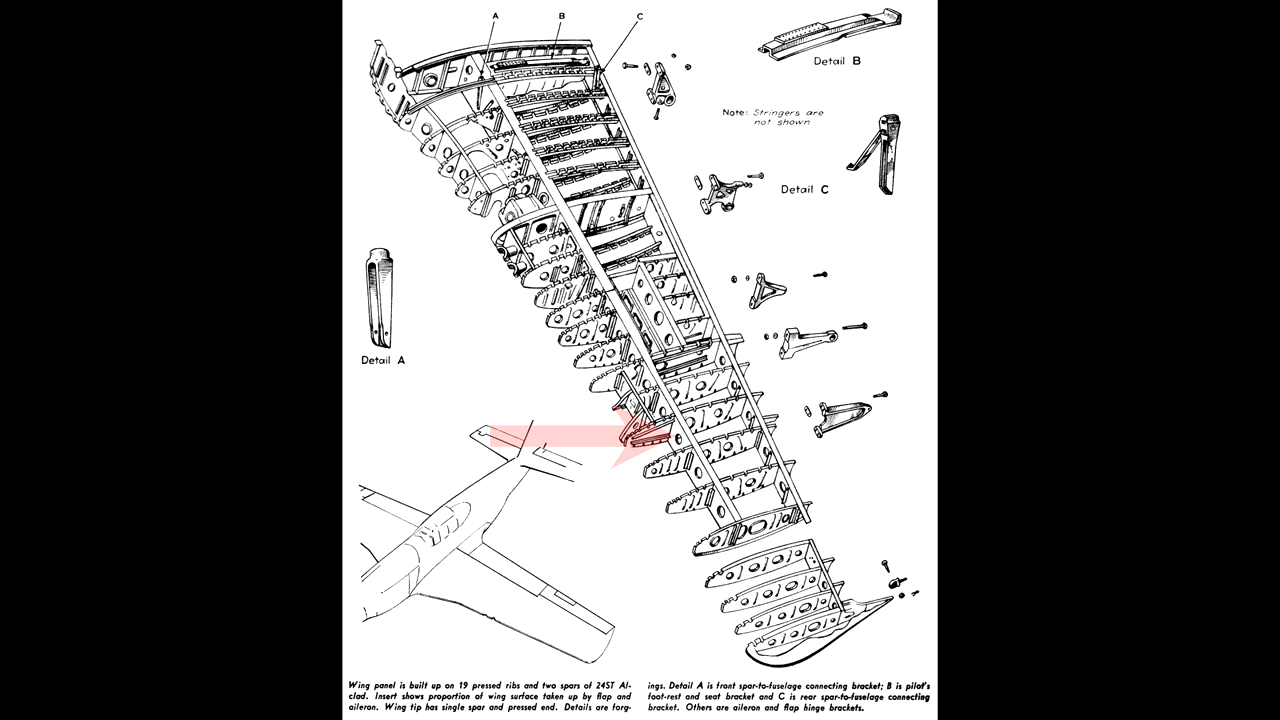 A B C
Detail B
Note: Stringers are
not shown
Detail C
Detail A
Wing panel is built up on 19 pressed ribs and two spars of 24ST Al-
clad. Insert shows proportion of wing surface taken up by flap and
aileron. Wing tip has single spar and pressed end. Details are forg-
ings. Detail A is front spar-to-fuselage connecting bracket; B is pilot's
foot-rest and seat bracket and C is rear spar-to-fuselage connecting
bracket. Others are aileron and flap hinge brackets.